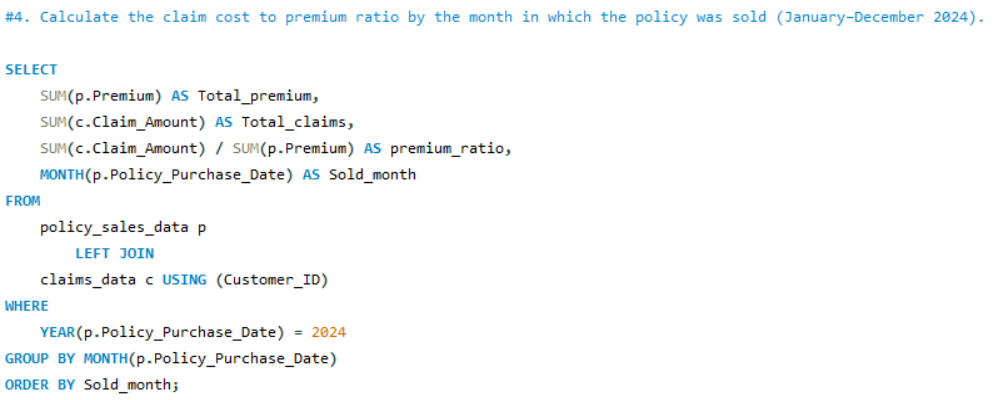 #4. Calculate the claim cost to premium ratio by the month in which the policy was sold (January–December 2024).
SELECT
SUM(p.Premium) AS Total_premium,
SUM(c.Claim_Amount) AS Total_claims,
SUM(c.Claim_Amount) / SUM(p.Premium) AS premium_ratio,
MONTH(p.Policy_Purchase_Date) AS Sold_month
FROM
policy_sales_data p
LEFT JOIN
claims_data c USING (Customer_ID)
WHERE
YEAR(p.Policy_Purchase_Date) = 2024
GROUP BY MONTH(p.Policy_Purchase_Date)
ORDER BY Sold_month;